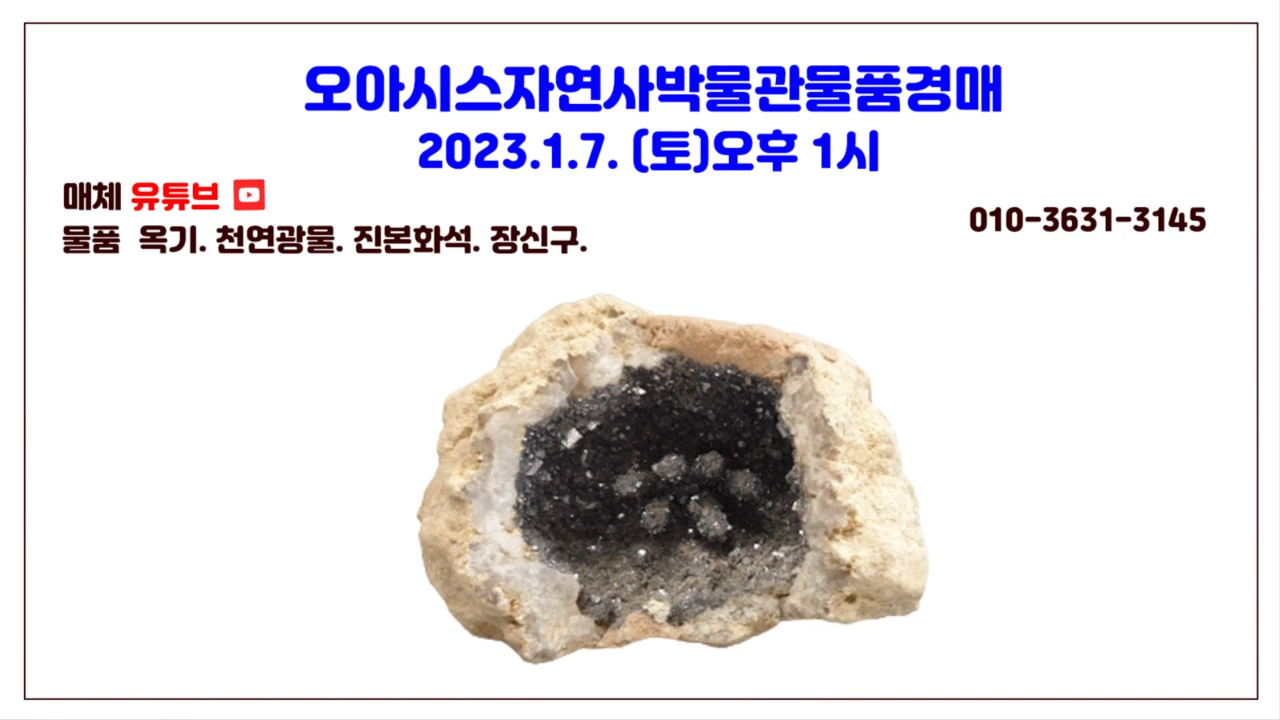 오아시스자연사박물관물품경매
2023.1.7. (토)오후 1시
매체 유튜브
010-3631-3145
물품 옥기. 천연광물. 진본화석. 장신구.